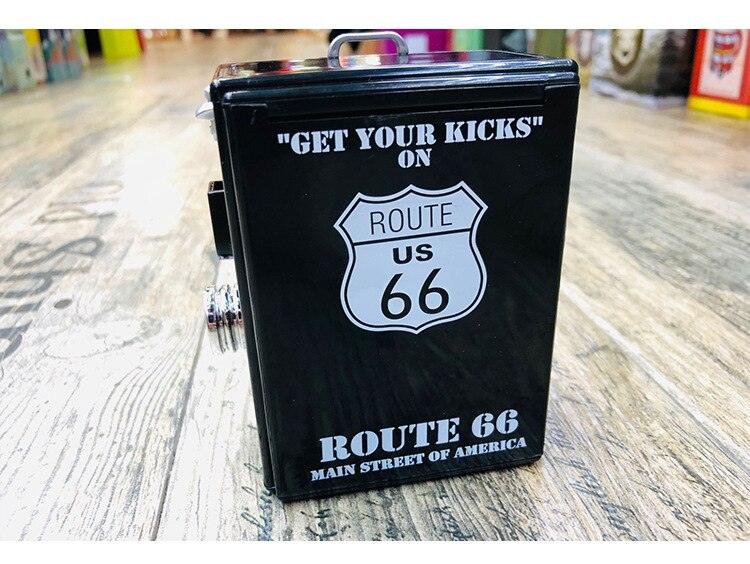 "GET YOUR KICKS"
ON
ROUTE
US
66
ROUTE 66
MAIN STREET OF AMERICA